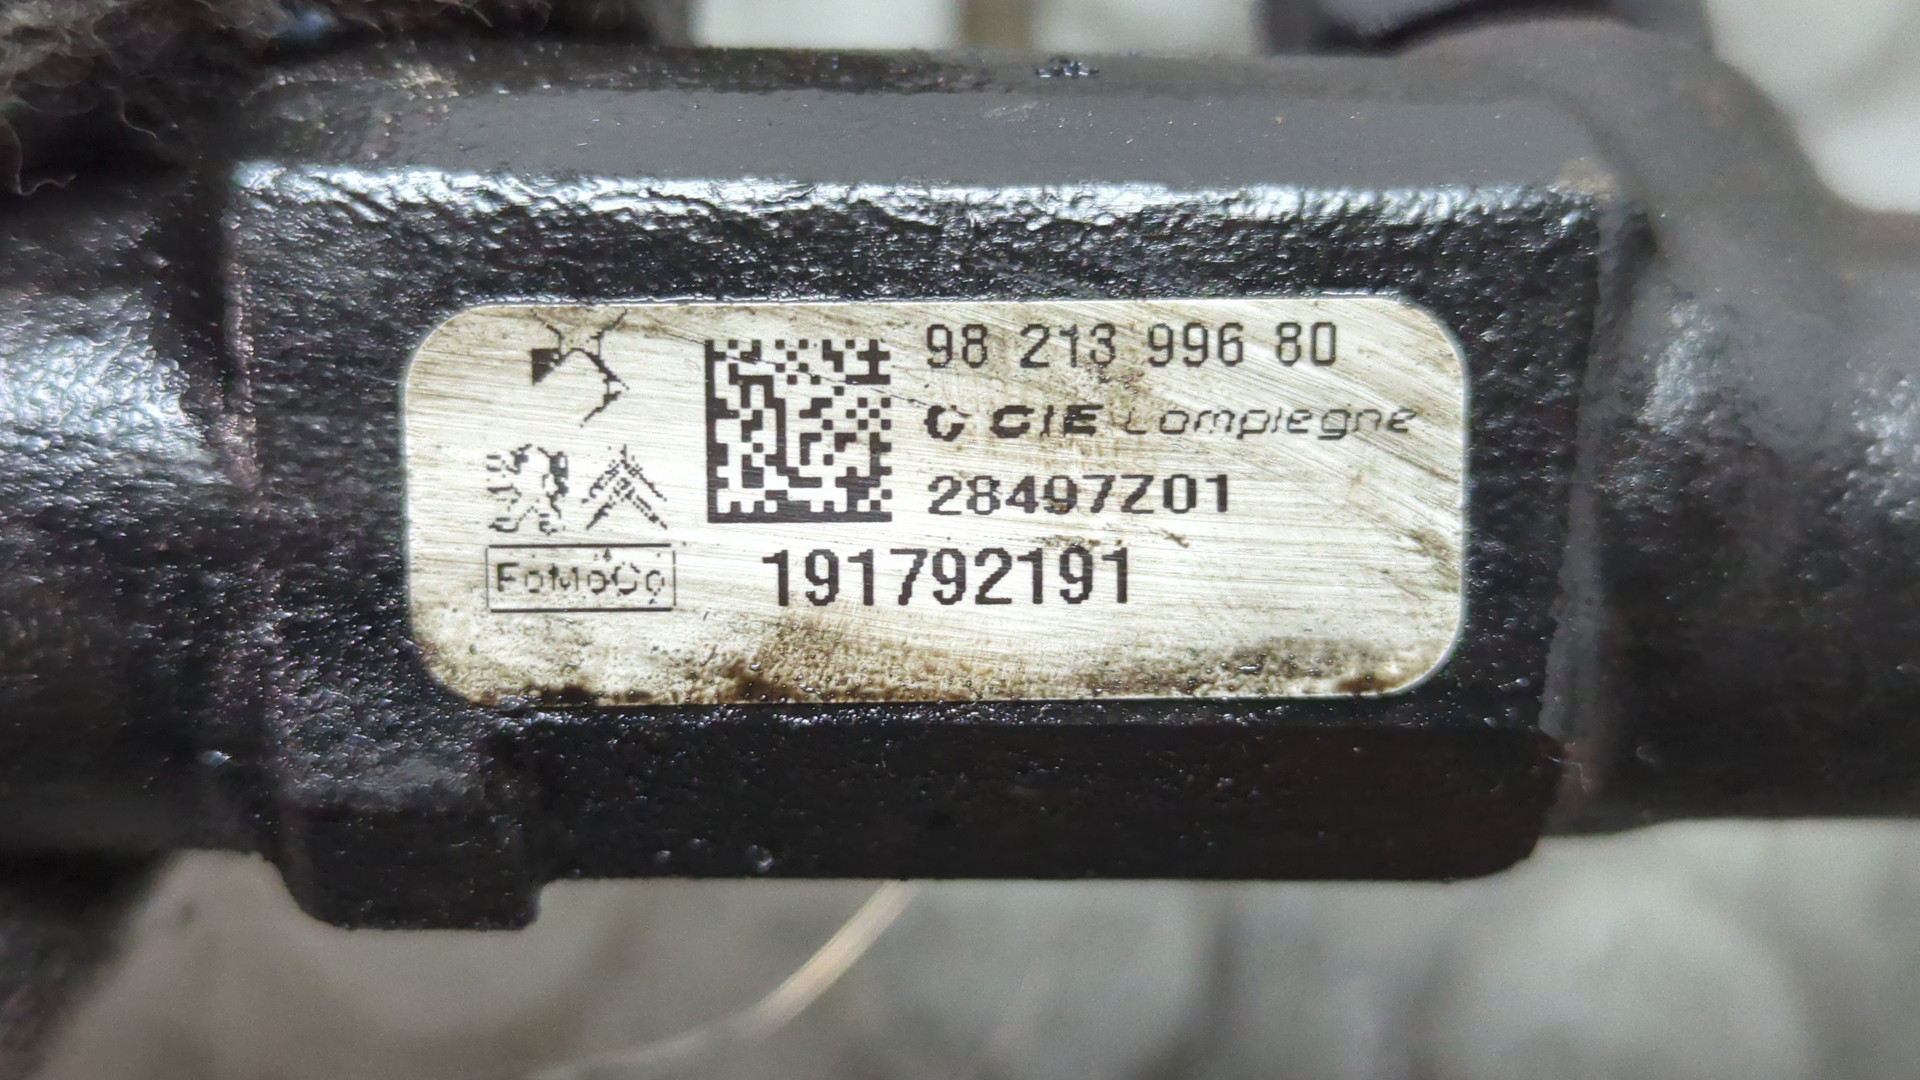 98 213 996 80
CIE Compiegne
28497Z01
191792191
FoMoCo